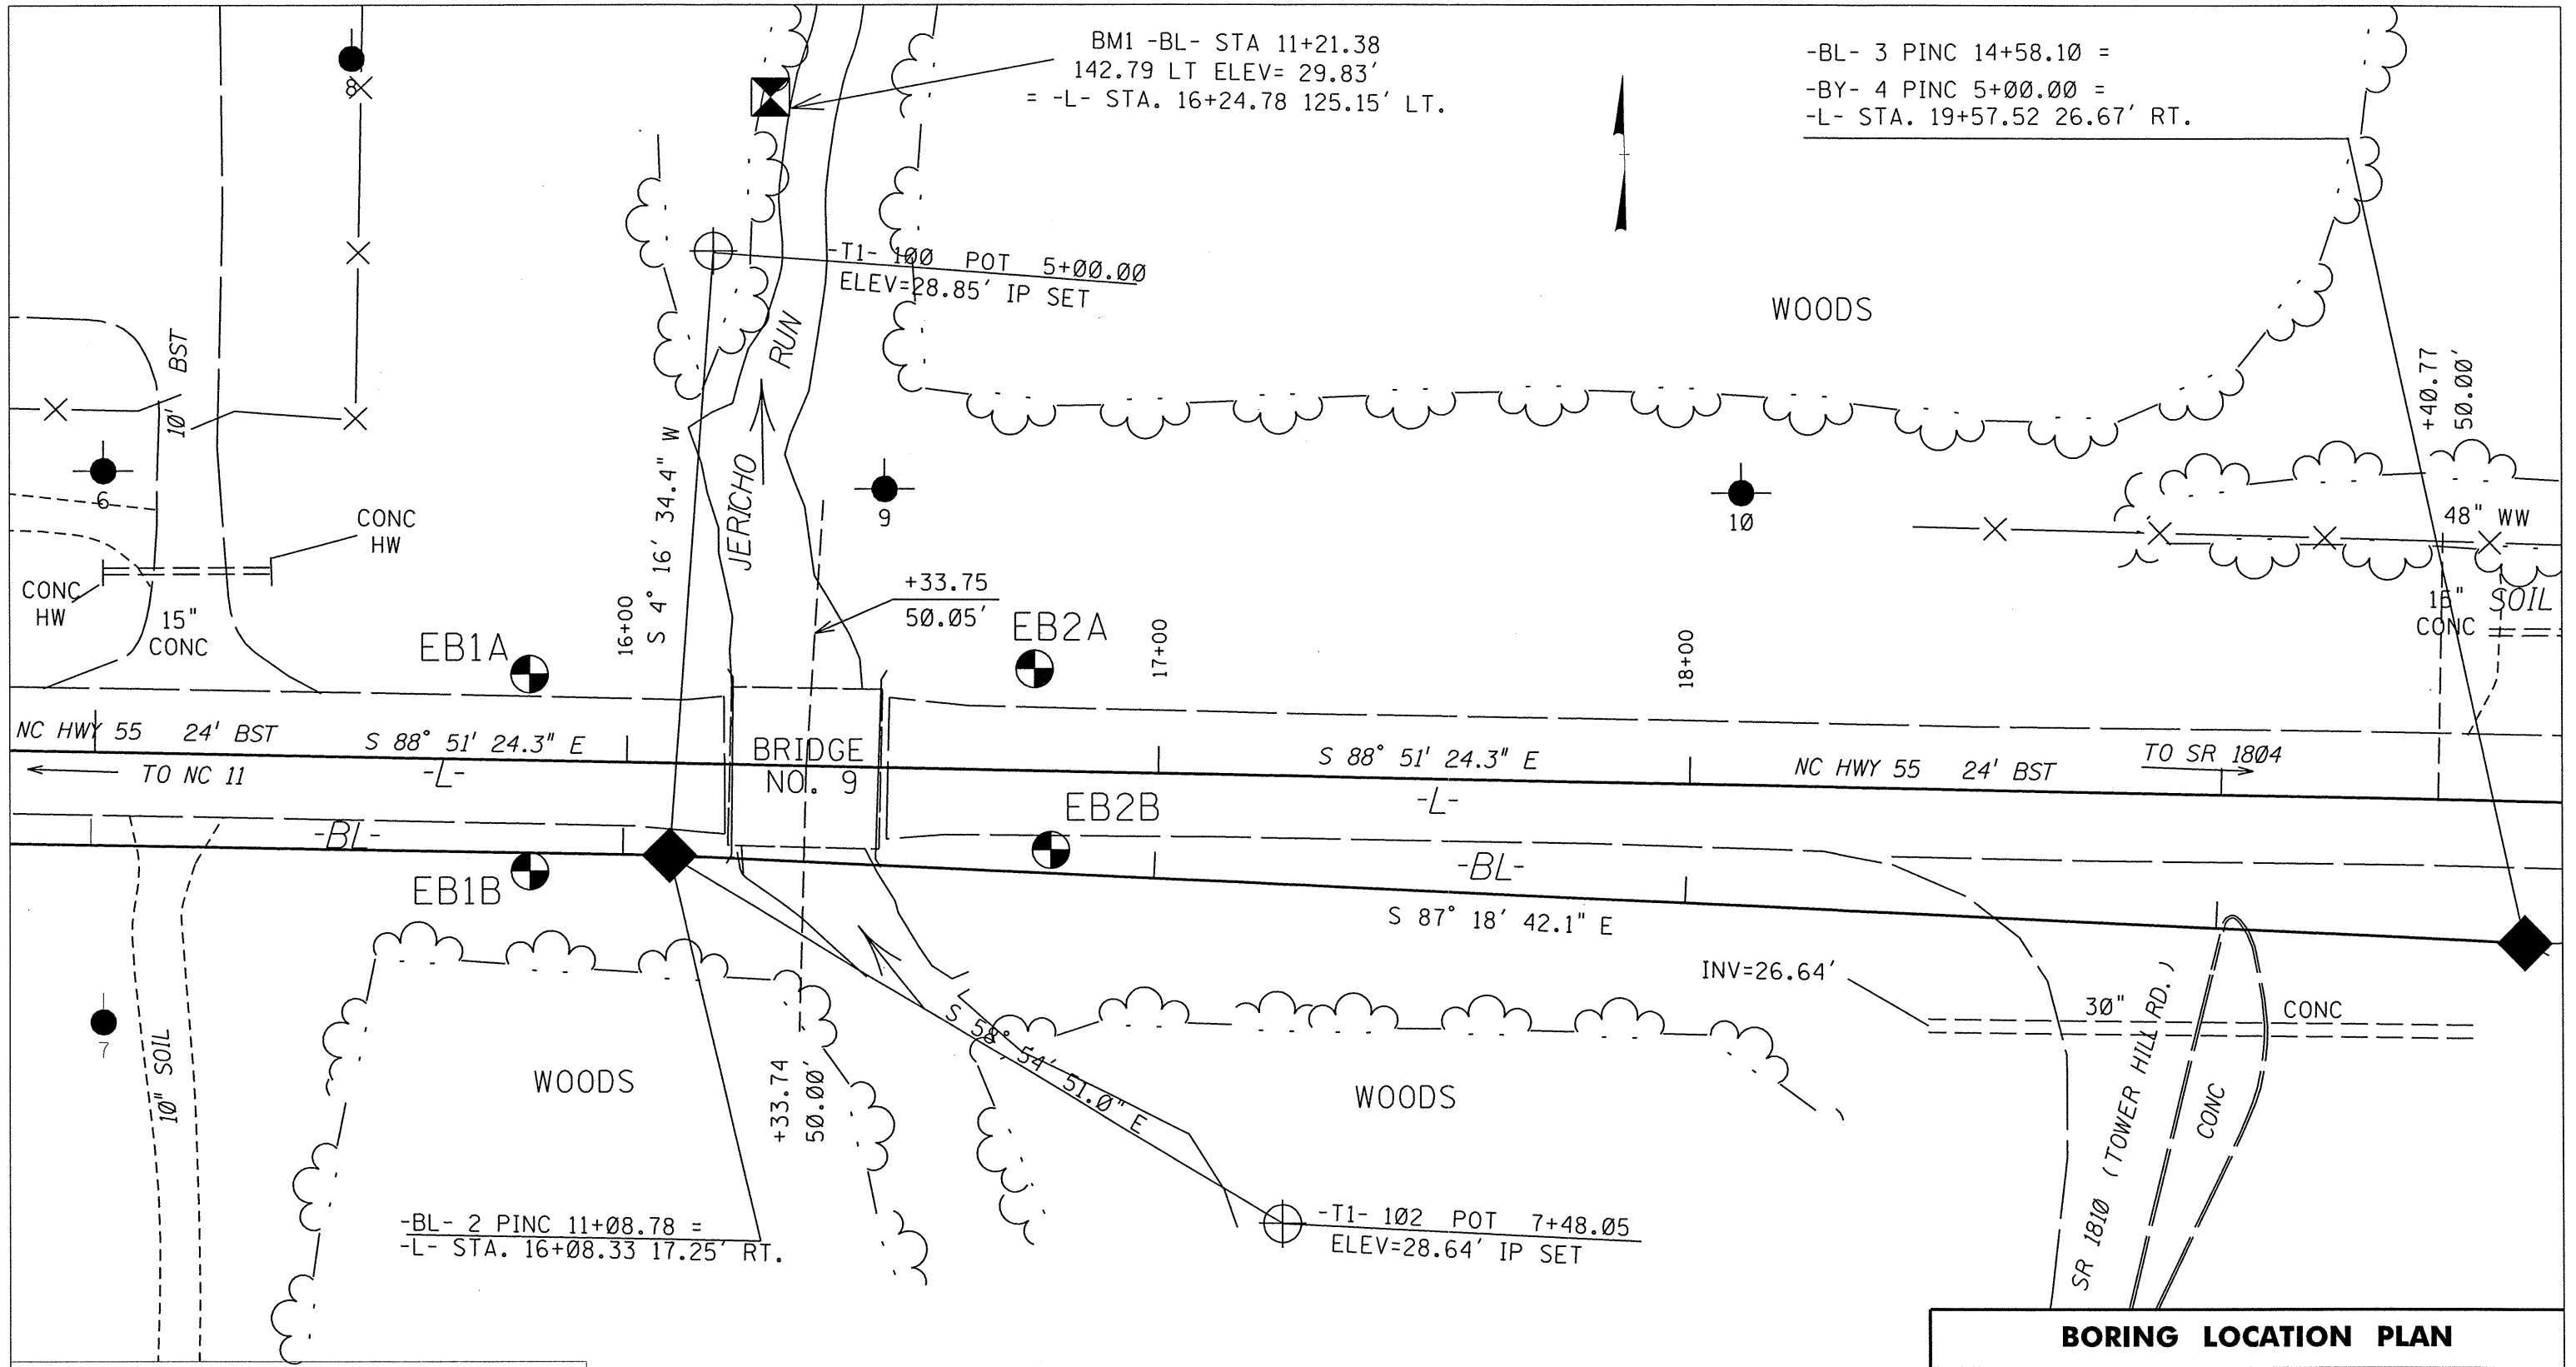 BM1 -BL- STA 11+21.38
142.79 LT ELEV= 29.83'
= -L- STA. 16+24.78 125.15' LT.
-BL- 3 PINC 14+58.10 =
-BY- 4 PINC 5+00.00 =
-L- STA. 19+57.52 26.67' RT.
8
-T1- 100 POT 5+00.00
ELEV=28.85' IP SET
WOODS
10' BST
JERICHO RUN
S 4° 16' 34.4" W
+40.77
50.00'
6
9
10
48" WW
CONC
HW
CONC
HW
15"
CONC
+33.75
50.05'
15"
CONC
SOIL
EB1A
EB2A
16+00
17+00
18+00
NC HWY 55 24' BST
S 88° 51' 24.3" E
BRIDGE
NO. 9
S 88° 51' 24.3" E
NC HWY 55 24' BST
TO SR 1804
TO NC 11
-L-
-L-
EB2B
-BL-
-BL-
EB1B
S 87° 18' 42.1" E
INV=26.64'
7
10" SOIL
WOODS
+33.74
50.00'
S 58° 54' 51.0" E
WOODS
30"
CONC
SR 1810 (TOWER HILL RD.)
CONC
-BL- 2 PINC 11+08.78 =
-L- STA. 16+08.33 17.25' RT.
-T1- 102 POT 7+48.05
ELEV=28.64' IP SET
BORING LOCATION PLAN